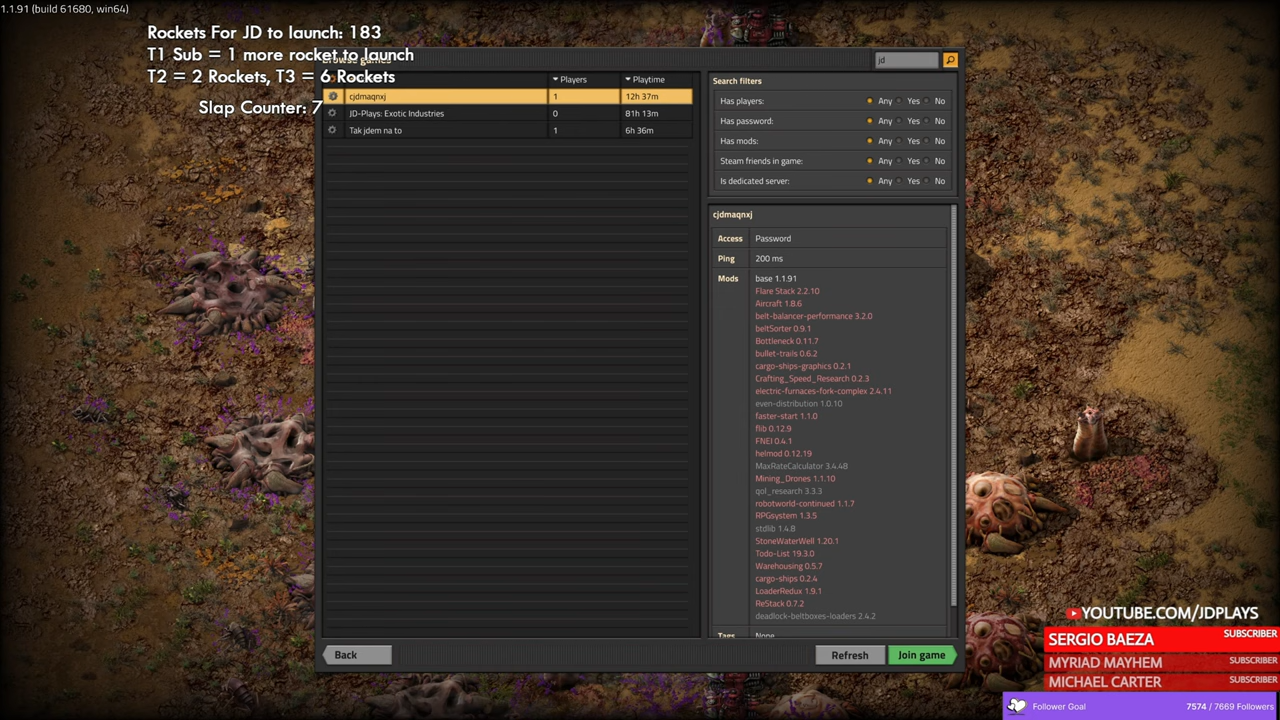 1.1.91 (build 61680, win64)
Rockets For JD to launch: 183
T1 Sub = 1 more rocket to launch
T2 = 2 Rockets, T3 = 6 Rockets
Slap Counter: 7
Browse games
jd
Players
Playtime
cjdmaqnxj
1
12h 37m
JD-Plays: Exotic Industries
0
81h 13m
Tak jdem na to
1
6h 36m
Search filters
Has players:
Any
Yes
No
Has password:
Any
Yes
No
Has mods:
Any
Yes
No
Steam friends in game:
Any
Yes
No
Is dedicated server:
Any
Yes
No
cjdmaqnxj
Access
Password
Ping
200 ms
Mods
base 1.1.91
Flare Stack 2.2.10
Aircraft 1.8.6
belt-balancer-performance 3.2.0
beltSorter 0.9.1
Bottleneck 0.11.7
bullet-trails 0.6.2
cargo-ships-graphics 0.2.1
Crafting_Speed_Research 0.2.3
electric-furnaces-fork-complex 2.4.11
even-distribution 1.0.10
faster-start 1.1.0
flib 0.12.9
FNEI 0.4.1
helmod 0.12.19
MaxRateCalculator 3.4.48
Mining_Drones 1.1.10
qol_research 3.3.3
robotworld-continued 1.1.7
RPGsystem 1.3.5
stdlib 1.4.8
StoneWaterWell 1.20.1
Todo-List 19.3.0
Warehousing 0.5.7
cargo-ships 0.2.4
LoaderRedux 1.9.1
ReStack 0.7.2
deadlock-beltboxes-loaders 2.4.2
Tags
None
Back
Refresh
Join game
YOUTUBE.COM/JDPLAYS
SERGIO BAEZA
SUBSCRIBER
MYRIAD MAYHEM
SUBSCRIBER
MICHAEL CARTER
SUBSCRIBER
Follower Goal
7574 / 7669 Followers